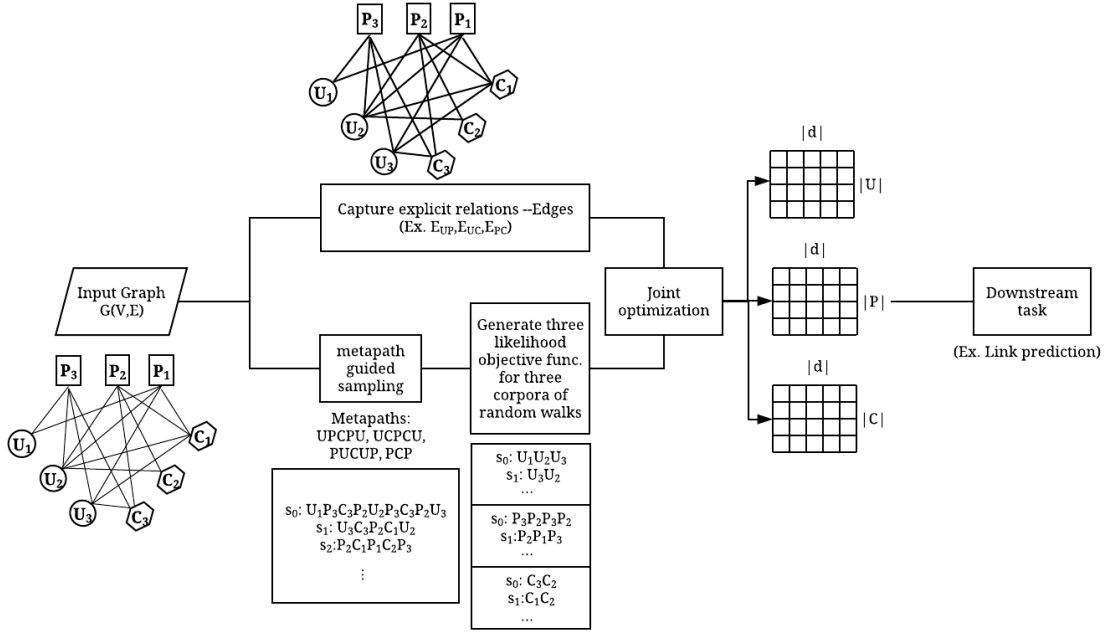 P₃ P₂ P₁
U₁
C₁
U₂
C₂
U₃
C₃
Capture explicit relations --Edges
(Ex. E_UP,E_UC,E_PC)
Input Graph
G(V,E)
P₃ P₂ P₁
U₁
C₁
U₂
C₂
U₃
C₃
metapath
guided
sampling
Metapaths:
UPCPU, UCPCU,
PUCUP, PCP
s₀: U₁P₃C₃P₂U₂P₃C₃P₂U₃
s₁: U₃C₃P₂C₁U₂
s₂:P₂C₁P₁C₂P₃
⋮
Generate three
likelihood
objective func.
for three
corpora of
random walks
s₀: U₁U₂U₃
s₁: U₃U₂
...
s₀: P₃P₂P₃P₂
s₁:P₂P₁P₃
...
s₀: C₃C₂
s₁:C₁C₂
...
Joint
optimization
|d|
|U|
|d|
|P|
|d|
|C|
Downstream
task
(Ex. Link prediction)